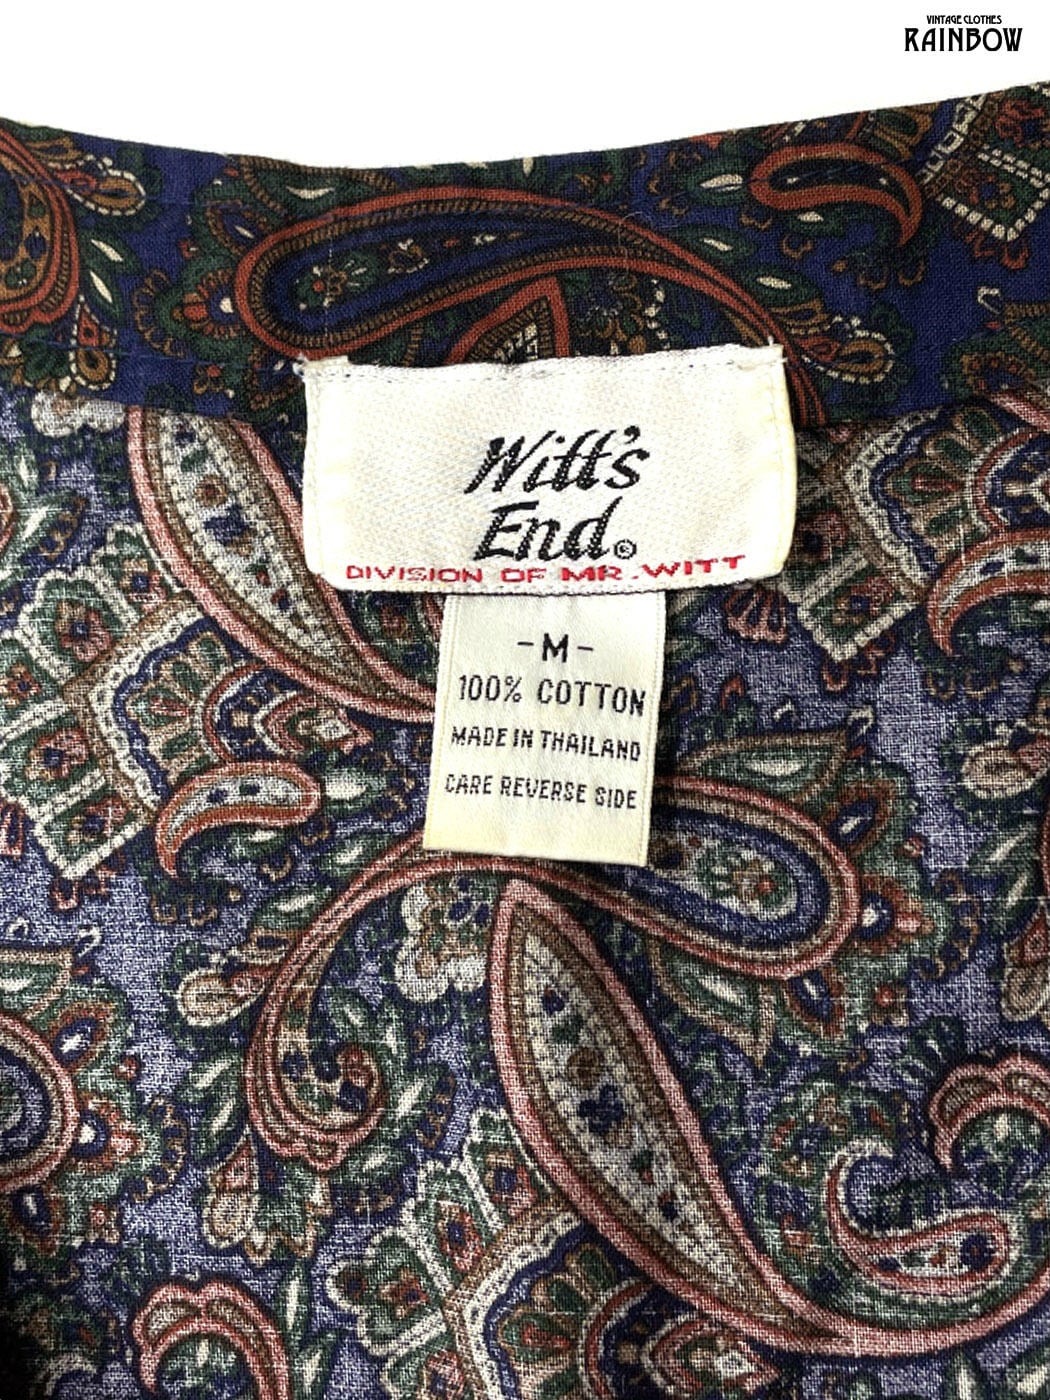 VINTAGE CLOTHES
RAINBOW
Witt's
End©
DIVISION OF MR. WITT
-M-
100% COTTON
MADE IN THAILAND
CARE REVERSE SIDE